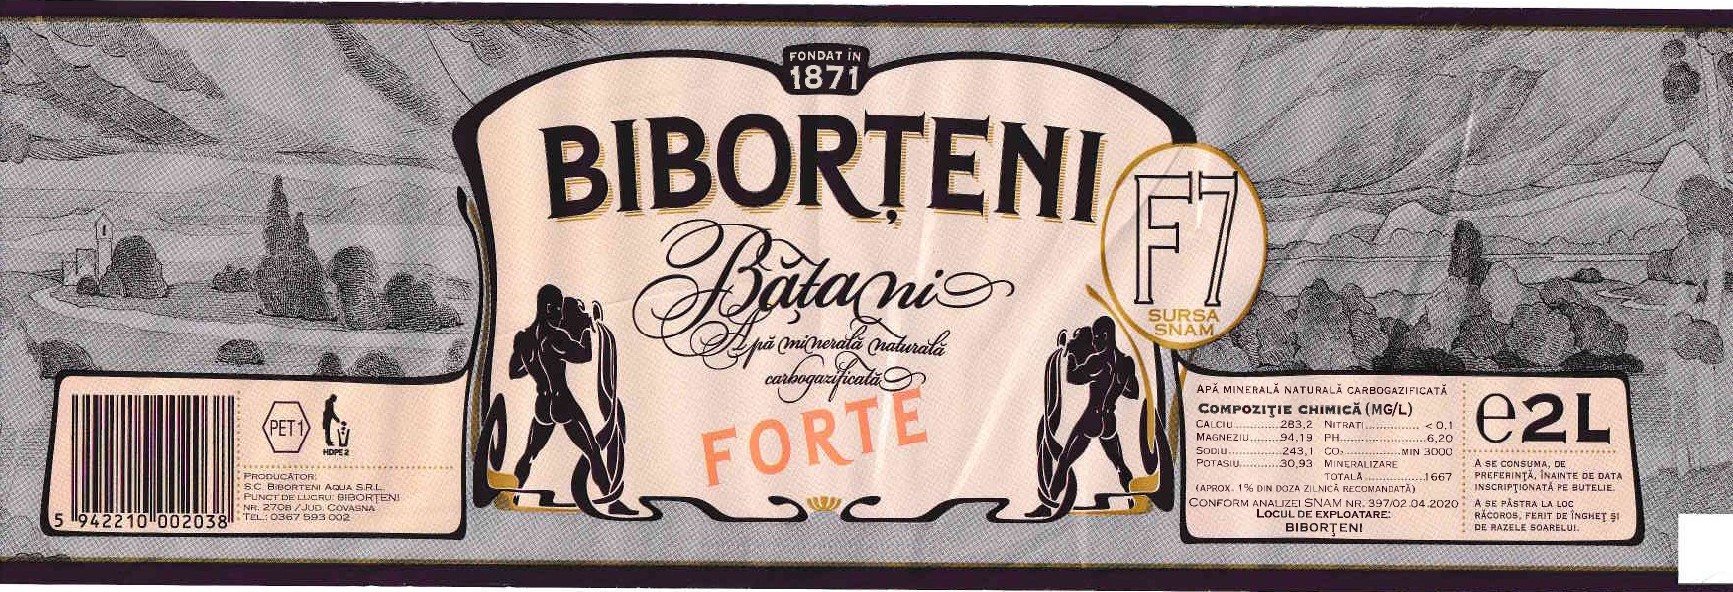 FONDAT ÎN
1871
BIBORȚENI
F7
SURSA
SNAM
Bățani
Apă minerală naturală
carbogazificată
FORTE
PET 1
HDPE 2
PRODUCĂTOR:
S.C. BIBORȚENI AQUA S.R.L.
PUNCT DE LUCRU: BIBORȚENI
NR. 270B /JUD. COVASNA
TEL.: 0367 593 002
5 942210 002038
APĂ MINERALĂ NATURALĂ CARBOGAZIFICATĂ
COMPOZIȚIE CHIMICĂ (MG/L)
CALCIU............283,2 NITRAȚI................< 0,1
MAGNEZIU.......94,19 PH.......................6,20
SODIU..............243,1 CO₂...............MIN 3000
POTASIU..........30,93 MINERALIZARE
TOTALĂ................1667
(APROX. 1% DIN DOZA ZILNICĂ RECOMANDATĂ)
CONFORM ANALIZEI SNAM NR. 397/02.04.2020
LOCUL DE EXPLOATARE:
BIBORȚENI
℮2L
A SE CONSUMA, DE
PREFERINȚĂ, ÎNAINTE DE DATA
INSCRIPȚIONATĂ PE BUTELIE.
A SE PĂSTRA LA LOC
RĂCOROS, FERIT DE ÎNGHEȚ ȘI
DE RAZELE SOARELUI.